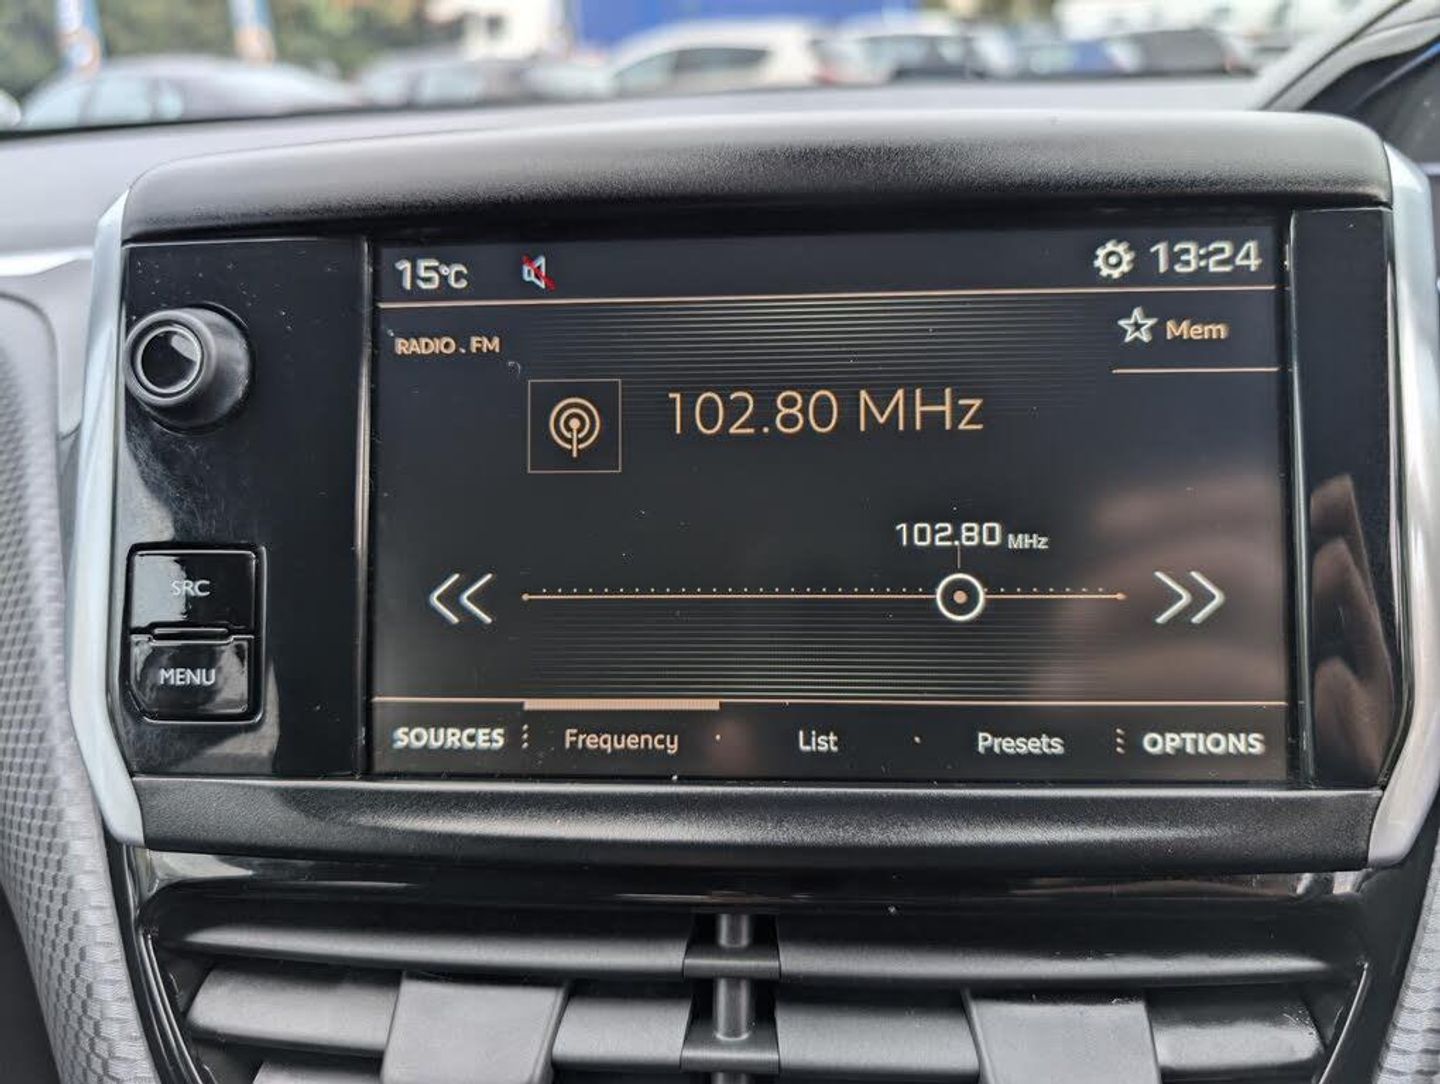 15°C 13:24
RADIO . FM
Mem
102.80 MHz
102.80 MHz
SRC
MENU
SOURCES Frequency List Presets OPTIONS